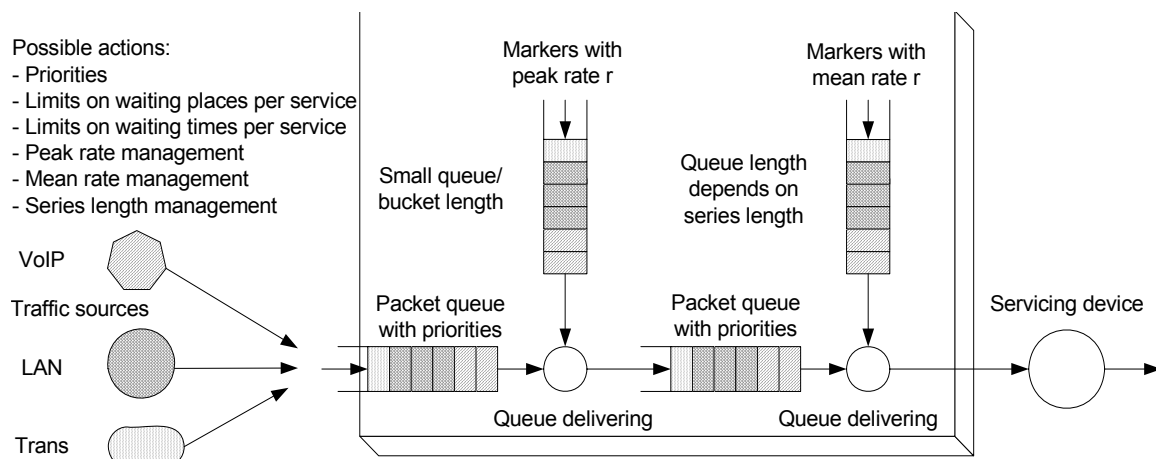 Possible actions:
- Priorities
- Limits on waiting places per service
- Limits on waiting times per service
- Peak rate management
- Mean rate management
- Series length management
Markers with
peak rate r
Markers with
mean rate r
Small queue/
bucket length
Queue length
depends on
series length
VoIP
Traffic sources
LAN
Trans
Packet queue
with priorities
Packet queue
with priorities
Servicing device
Queue delivering
Queue delivering